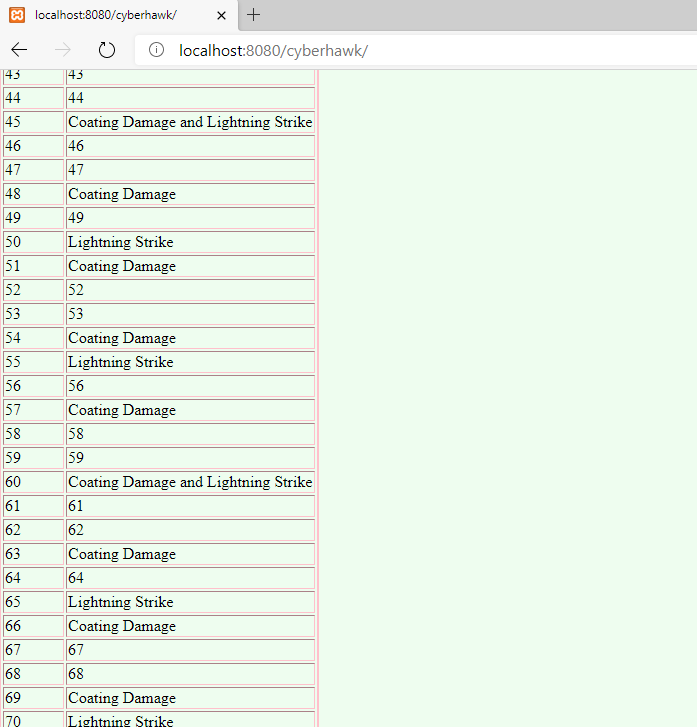 localhost:8080/cyberhawk/
localhost:8080/cyberhawk/
43 43
44 44
45 Coating Damage and Lightning Strike
46 46
47 47
48 Coating Damage
49 49
50 Lightning Strike
51 Coating Damage
52 52
53 53
54 Coating Damage
55 Lightning Strike
56 56
57 Coating Damage
58 58
59 59
60 Coating Damage and Lightning Strike
61 61
62 62
63 Coating Damage
64 64
65 Lightning Strike
66 Coating Damage
67 67
68 68
69 Coating Damage
70 Lightning Strike